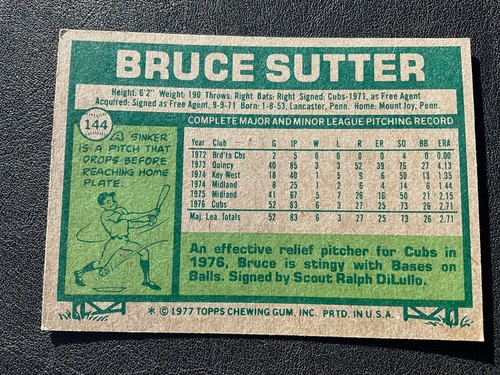 BRUCE SUTTER
Height: 6'2" Weight: 190 Throws: Right Bats: Right Signed: Cubs-1971, as Free Agent
Acquired: Signed as Free Agent, 9-9-71 Born: 1-8-53, Lancaster, Penn. Home: Mount Joy, Penn.
144
COMPLETE MAJOR AND MINOR LEAGUE PITCHING RECORD
A SINKER
IS A PITCH THAT
DROPS BEFORE
REACHING HOME
PLATE.
Year Club G IP W L R ER SO BB ERA
1972 Brd'tn Cbs 2 5 0 0 0 0 4 0 0.00
1973 Quincy 40 85 3 3 52 39 76 27 4.13
1974 Key West 18 40 1 5 9 6 50 13 1.35
1974 Midland 8 25 1 2 6 4 14 6 1.44
1975 Midland 41 67 26 16 50 21 2.15
1976 Cubs 52 83 6 3 27 25 73 26 2.71
Maj. Lea. Totals 52 83 6 3 27 25 73 26 2.71
An effective relief pitcher for Cubs in
1976, Bruce is stingy with Bases on
Balls. Signed by Scout Ralph DiLullo.
* © 1977 TOPPS CHEWING GUM, INC. PRTD. IN U.S.A.